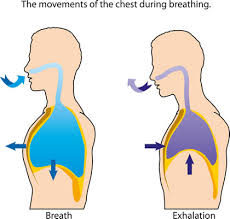 The movements of the chest during breathing.
Breath
Exhalation